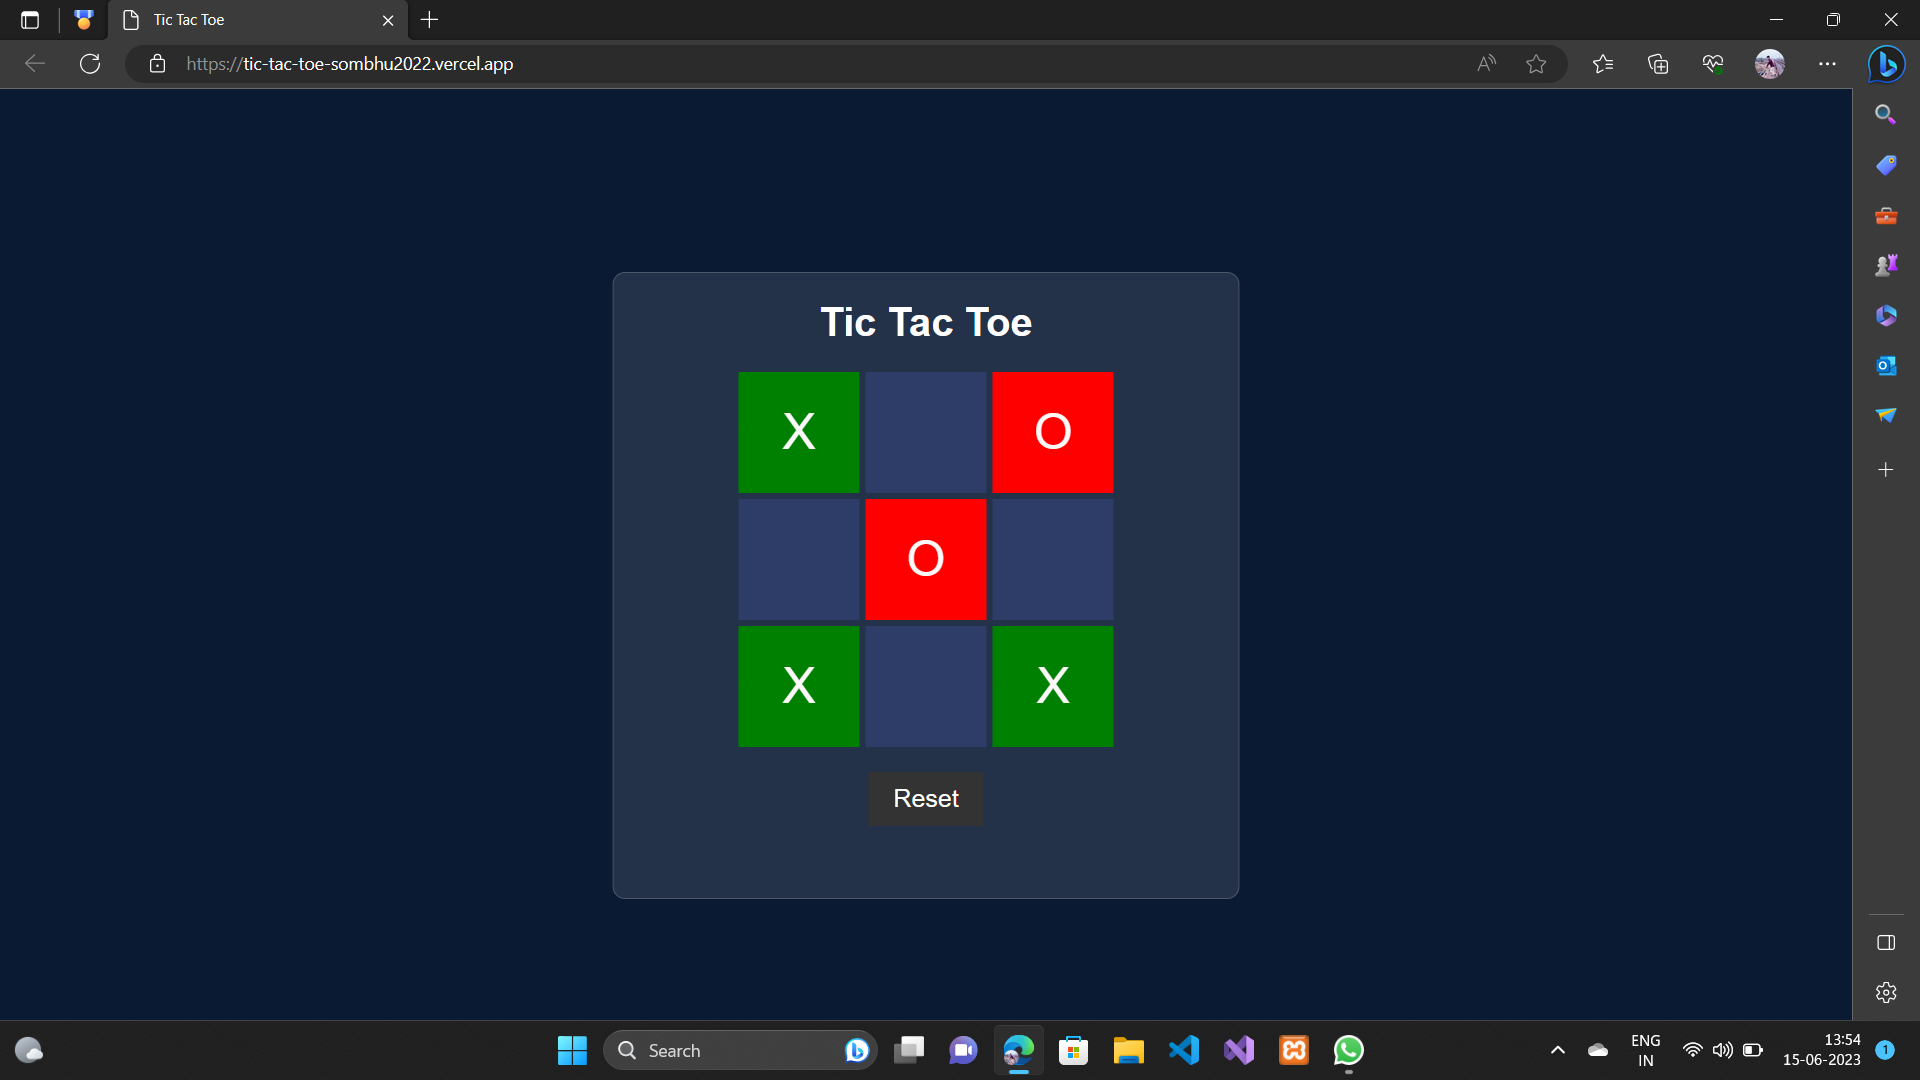 Tic Tac Toe
https://tic-tac-toe-sombhu2022.vercel.app
Tic Tac Toe
X O
O
X X
Reset
Search
ENG
IN
13:54
15-06-2023
1